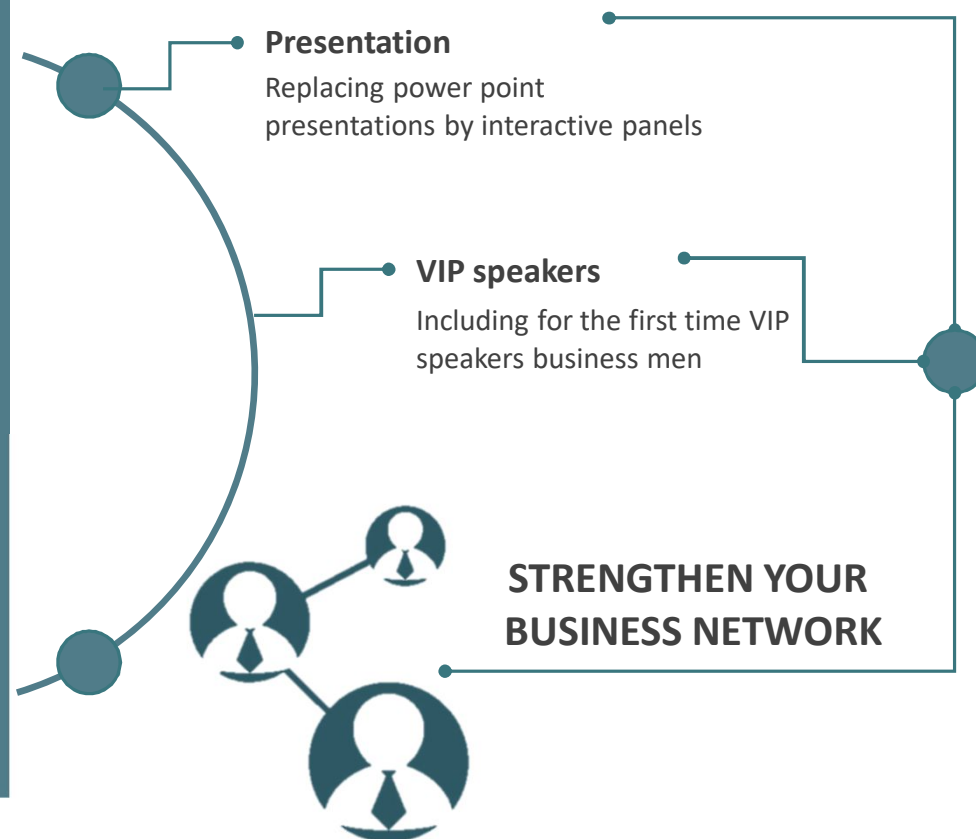 Presentation
Replacing power point
presentations by interactive panels
VIP speakers
Including for the first time VIP
speakers business men
STRENGTHEN YOUR
BUSINESS NETWORK